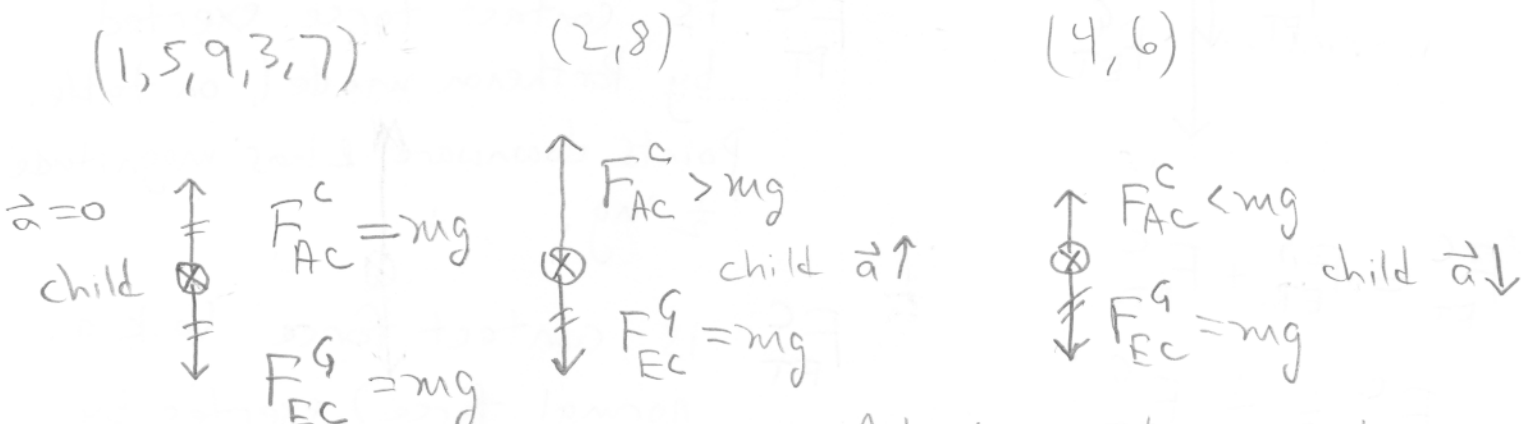 (1,5,9,3,7) (2,8) (4,6)
a⃗=0
F^C_AC = mg
F^C_AC > mg
F^C_AC < mg
child
child a⃗↑
child a⃗↓
F^G_EC = mg
F^G_EC = mg
F^G_EC = mg